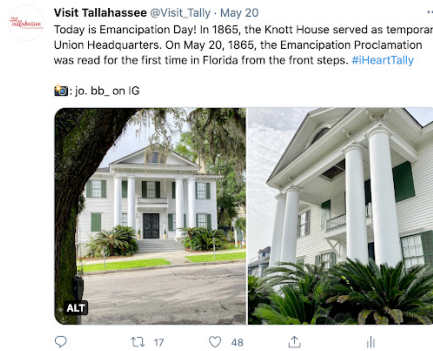 Visit Tallahassee @Visit_Tally · May 20
Today is Emancipation Day! In 1865, the Knott House served as temporar
Union Headquarters. On May 20, 1865, the Emancipation Proclamation
was read for the first time in Florida from the front steps. #iHeartTally
📸: jo. bb_ on IG
ALT
17 48